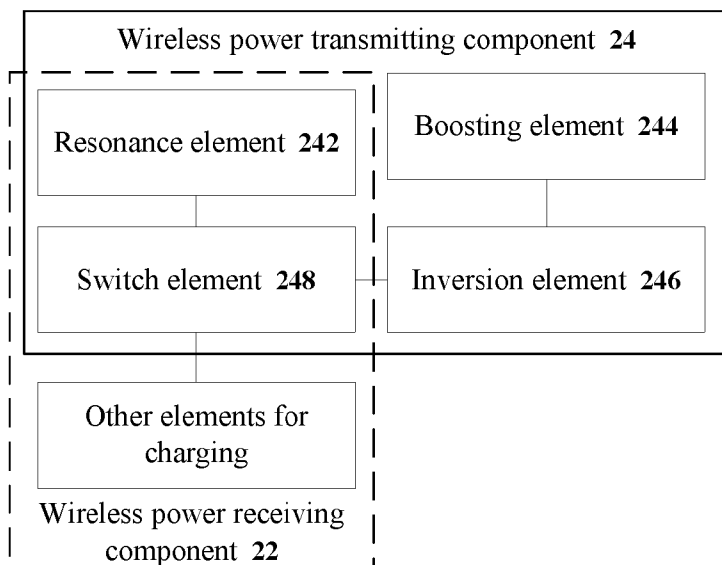 Wireless power transmitting component 24
Resonance element 242
Boosting element 244
Switch element 248
Inversion element 246
Other elements for
charging
Wireless power receiving
component 22